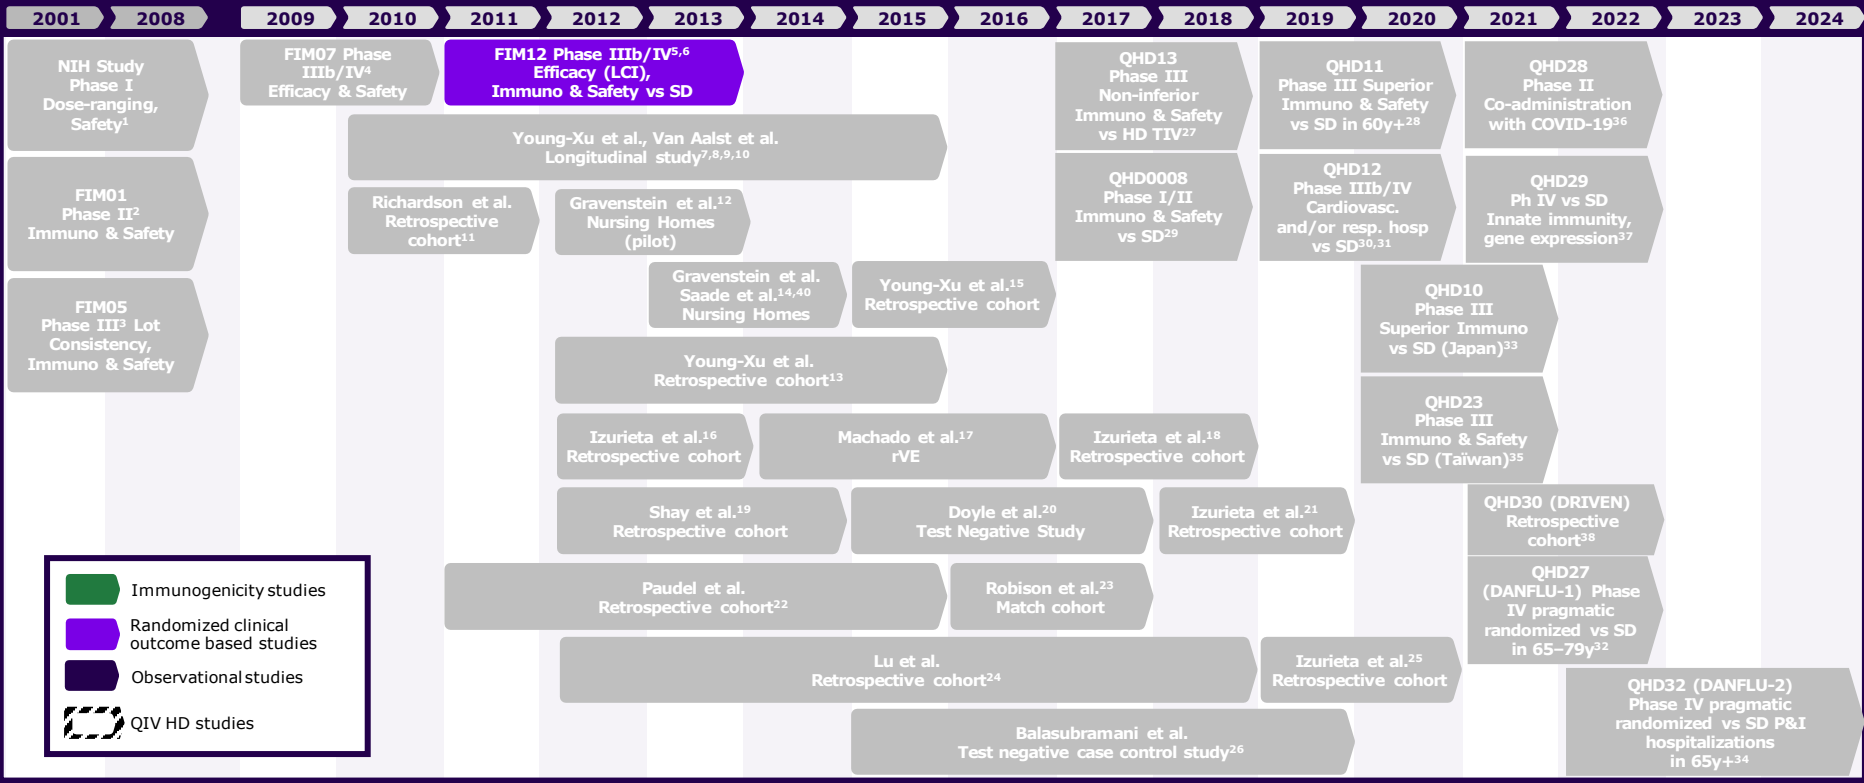 2001 2008 2009 2010 2011 2012 2013 2014 2015 2016 2017 2018 2019 2020 2021 2022 2023 2024
NIH Study
Phase I
Dose-ranging,
Safety¹
FIM01
Phase II²
Immuno & Safety
FIM05
Phase III³ Lot
Consistency,
Immuno & Safety
FIM07 Phase
IIIb/IV⁴
Efficacy & Safety
FIM12 Phase IIIb/IV⁵,⁶
Efficacy (LCI),
Immuno & Safety vs SD
Young-Xu et al., Van Aalst et al.
Longitudinal study⁷,⁸,⁹,¹⁰
Richardson et al.
Retrospective
cohort¹¹
Gravenstein et al.¹²
Nursing Homes
(pilot)
Gravenstein et al.
Saade et al.¹⁴,⁴⁰
Nursing Homes
Young-Xu et al.¹⁵
Retrospective cohort
Young-Xu et al.
Retrospective cohort¹³
Izurieta et al.¹⁶
Retrospective cohort
Machado et al.¹⁷
rVE
Izurieta et al.¹⁸
Retrospective cohort
Shay et al.¹⁹
Retrospective cohort
Doyle et al.²⁰
Test Negative Study
Izurieta et al.²¹
Retrospective cohort
Paudel et al.
Retrospective cohort²²
Robison et al.²³
Match cohort
Lu et al.
Retrospective cohort²⁴
Izurieta et al.²⁵
Retrospective cohort
Balasubramani et al.
Test negative case control study²⁶
QHD13
Phase III
Non-inferior
Immuno & Safety
vs HD TIV²⁷
QHD0008
Phase I/II
Immuno & Safety
vs SD²⁹
QHD11
Phase III Superior
Immuno & Safety
vs SD in 60y+²⁸
QHD12
Phase IIIb/IV
Cardiovasc.
and/or resp. hosp
vs SD³⁰,³¹
QHD28
Phase II
Co-administration
with COVID-19³⁶
QHD29
Ph IV vs SD
Innate immunity,
gene expression³⁷
QHD10
Phase III
Superior Immuno
vs SD (Japan)³³
QHD23
Phase III
Immuno & Safety
vs SD (Taïwan)³⁵
QHD30 (DRIVEN)
Retrospective
cohort³⁸
QHD27
(DANFLU-1) Phase
IV pragmatic
randomized vs SD
in 65–79y³²
QHD32 (DANFLU-2)
Phase IV pragmatic
randomized vs SD P&I
hospitalizations
in 65y+³⁴
Immunogenicity studies
Randomized clinical
outcome based studies
Observational studies
QIV HD studies